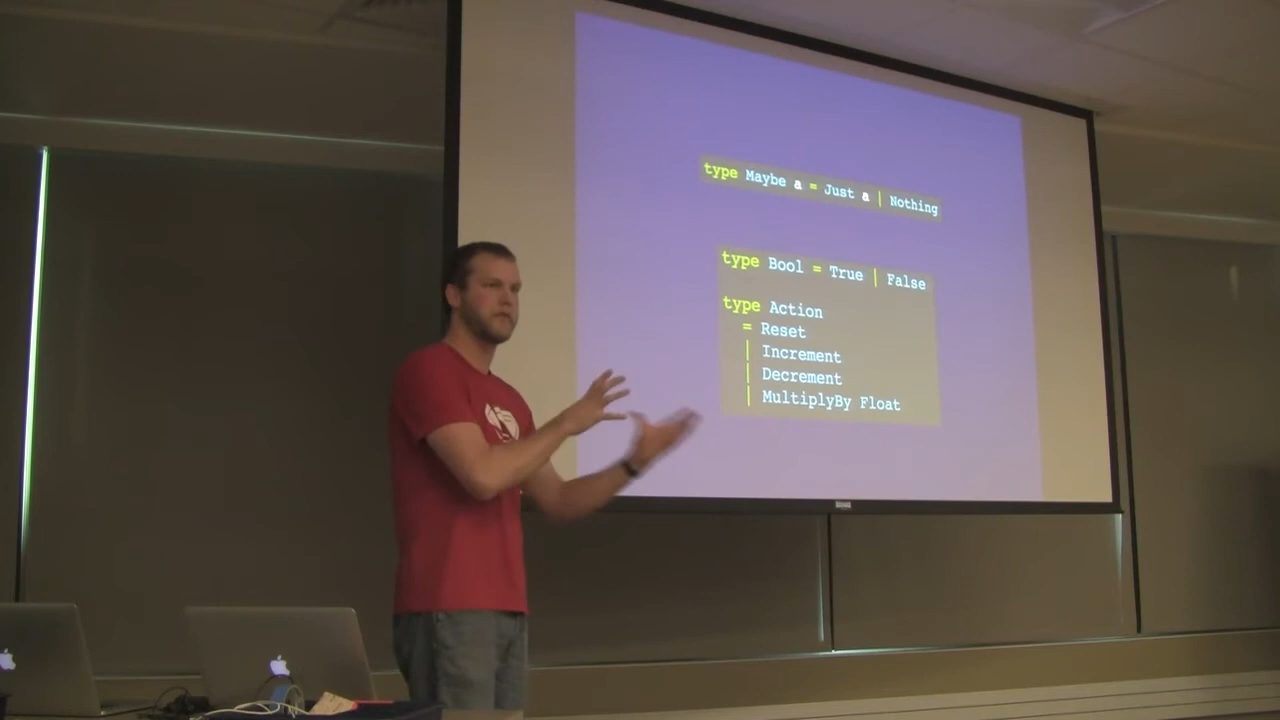 type Maybe a = Just a | Nothing
type Bool = True | False
type Action
= Reset
| Increment
| Decrement
| MultiplyBy Float